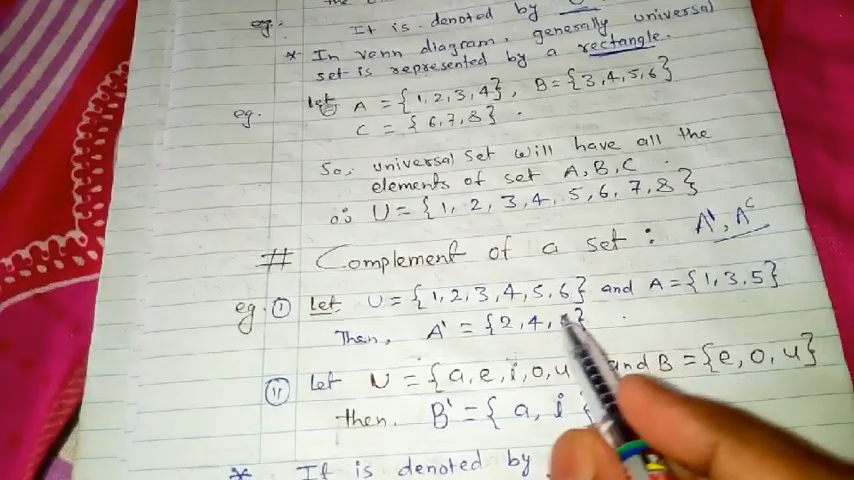 eg. It is denoted by U
* In venn diagram, generally universal
set is represented by a rectangle.
eg. Let A = {1,2,3,4}, B={3,4,5,6}
C = {6,7,8}.
So, universal set will have all the
elements of set A,B,C.
∴ U={1,2,3,4,5,6,7,8}
# Complement of a set: A', Aᶜ
eg. (i) Let U={1,2,3,4,5,6} and A={1,3,5}
Then, A' = {2,4, }
(ii) Let U = {a,e,i,o,u and B={e,o,u}
then. B'={a,i}
* It is denoted by